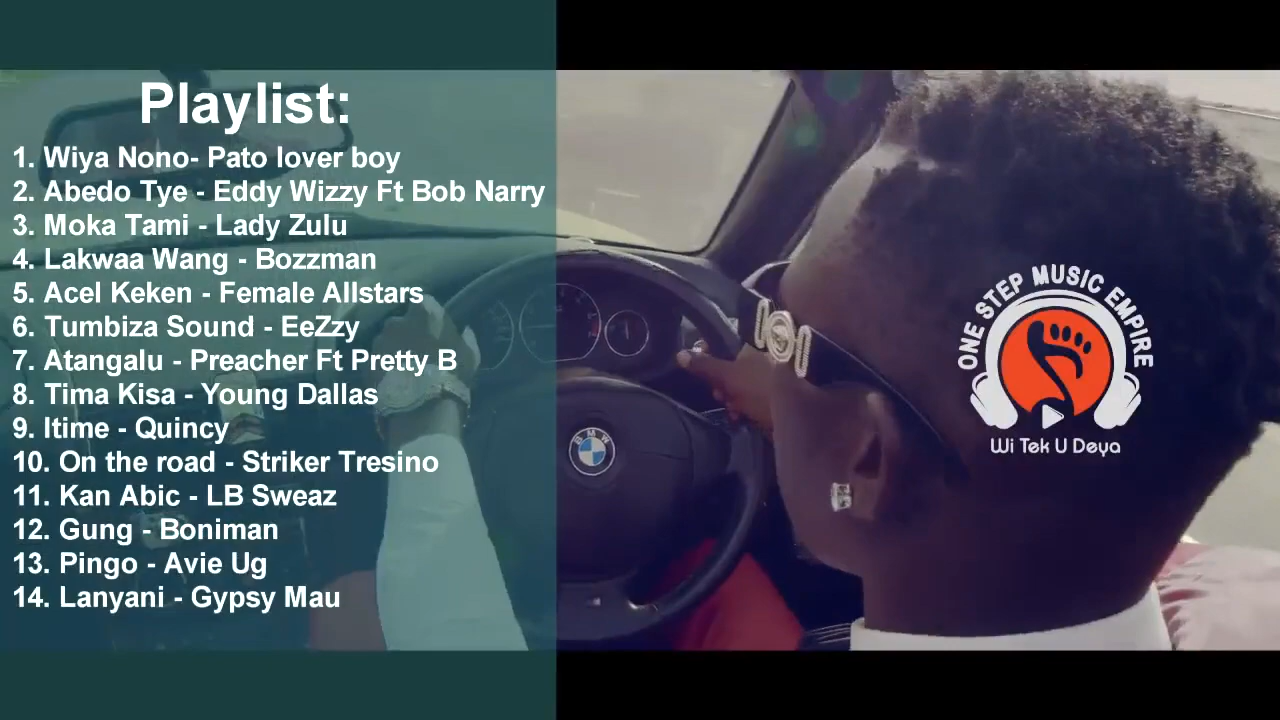 Playlist:
1. Wiya Nono- Pato lover boy
2. Abedo Tye - Eddy Wizzy Ft Bob Narry
3. Moka Tami - Lady Zulu
4. Lakwaa Wang - Bozzman
5. Acel Keken - Female Allstars
6. Tumbiza Sound - EeZzy
7. Atangalu - Preacher Ft Pretty B
8. Tima Kisa - Young Dallas
9. Itime - Quincy
10. On the road - Striker Tresino
11. Kan Abic - LB Sweaz
12. Gung - Boniman
13. Pingo - Avie Ug
14. Lanyani - Gypsy Mau
ONE STEP MUSIC EMPIRE
Wi Tek U Deya
BMW